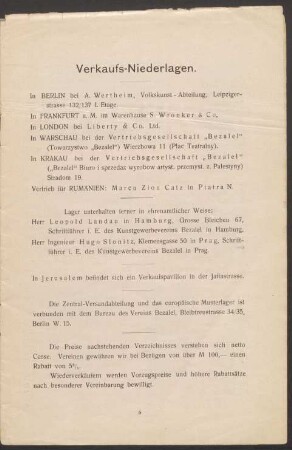 Verkaufs-Niederlagen.
In BERLIN bei A. Wertheim, Volkskunst-Abteilung, Leipziger-
strasse 132/137 I. Etage.
In FRANKFURT a. M. im Warenhause S. Wronker & Co.
In LONDON bei Liberty & Co. Ltd.
In WARSCHAU bei der Vertriebsgesellschaft „Bezalel"
(Towarzystwo „Bezalel") Wierzbowa 11 (Plac Teatralny).
In KRAKAU bei der Vertriebsgesellschaft „Bezalel"
(„Bezalel" Biuro i sprzedaz wyrobow artyst. przemysl. z Palestyny)
Stradom 19.
Vertrieb für RUMÄNIEN: Marcu Zisi Catz in Piatra N.
Lager unterhalten ferner in ehrenamtlicher Weise:
Herr Leopold Landau in Hamburg, Grosse Bleichen 67,
Schriftführer i. E. des Kunstgewerbevereins Bezalel in Hamburg.
Herr Ingenieur Hugo Slonitz, Klemensgasse 50 in Prag, Schrift-
führer i. E. des Kunstgewerbevereins Bezalel in Prag.
In Jerusalem befindet sich ein Verkaufspavillon in der Jaffastrasse.
Die Zentral-Versandabteilung und das europäische Musterlager ist
verbunden mit dem Bureau des Vereins Bezalel, Bleibtreustrasse 34/35,
Berlin W. 15.
Die Preise nachstehenden Verzeichnisses verstehen sich netto
Casse. Vereinen gewähren wir bei Bezügen von über M 100,— einen
Rabatt von 5%.
Wiederverkäufern werden Vorzugspreise und höhere Rabattsätze
nach besonderer Vereinbarung bewilligt.